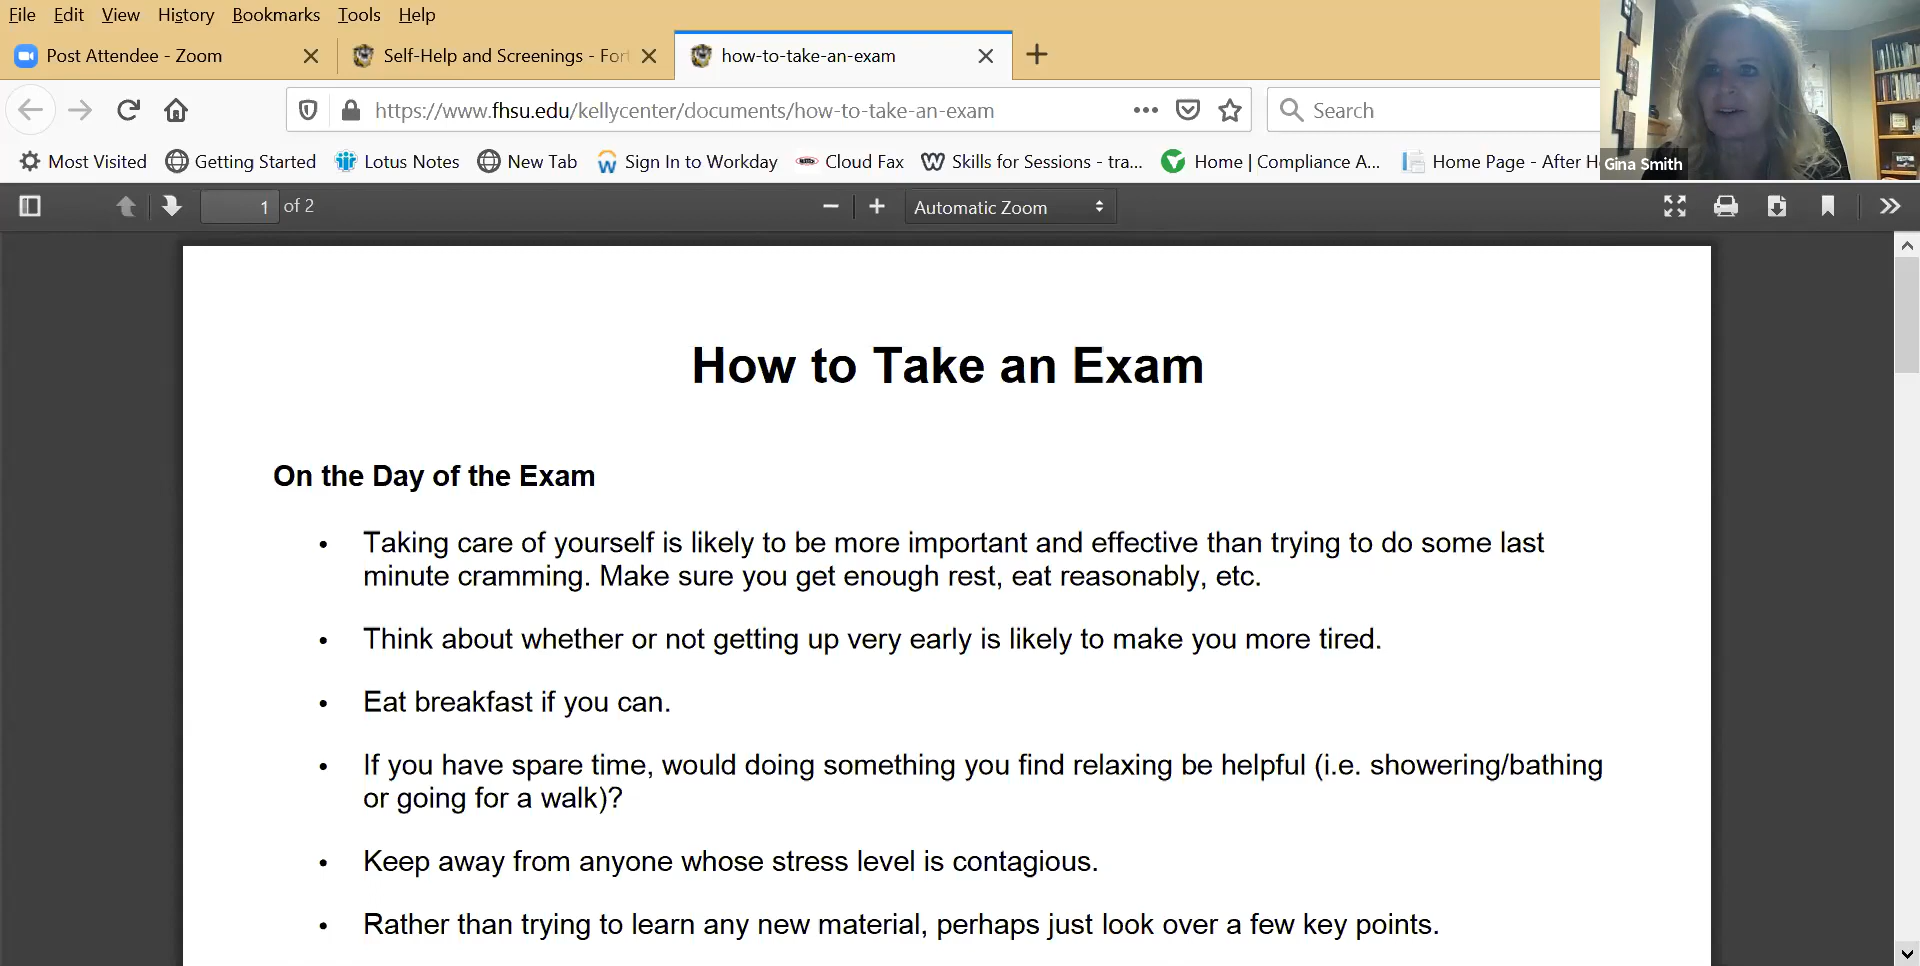 File Edit View History Bookmarks Tools Help
Post Attendee - Zoom
Self-Help and Screenings - For
how-to-take-an-exam
https://www.fhsu.edu/kellycenter/documents/how-to-take-an-exam
Search
Most Visited Getting Started Lotus Notes New Tab Sign In to Workday Cloud Fax Skills for Sessions - tra... Home | Compliance A... Home Page - After H
Gina Smith
1 of 2
Automatic Zoom
How to Take an Exam
On the Day of the Exam
• Taking care of yourself is likely to be more important and effective than trying to do some last
minute cramming. Make sure you get enough rest, eat reasonably, etc.
• Think about whether or not getting up very early is likely to make you more tired.
• Eat breakfast if you can.
• If you have spare time, would doing something you find relaxing be helpful (i.e. showering/bathing
or going for a walk)?
• Keep away from anyone whose stress level is contagious.
• Rather than trying to learn any new material, perhaps just look over a few key points.